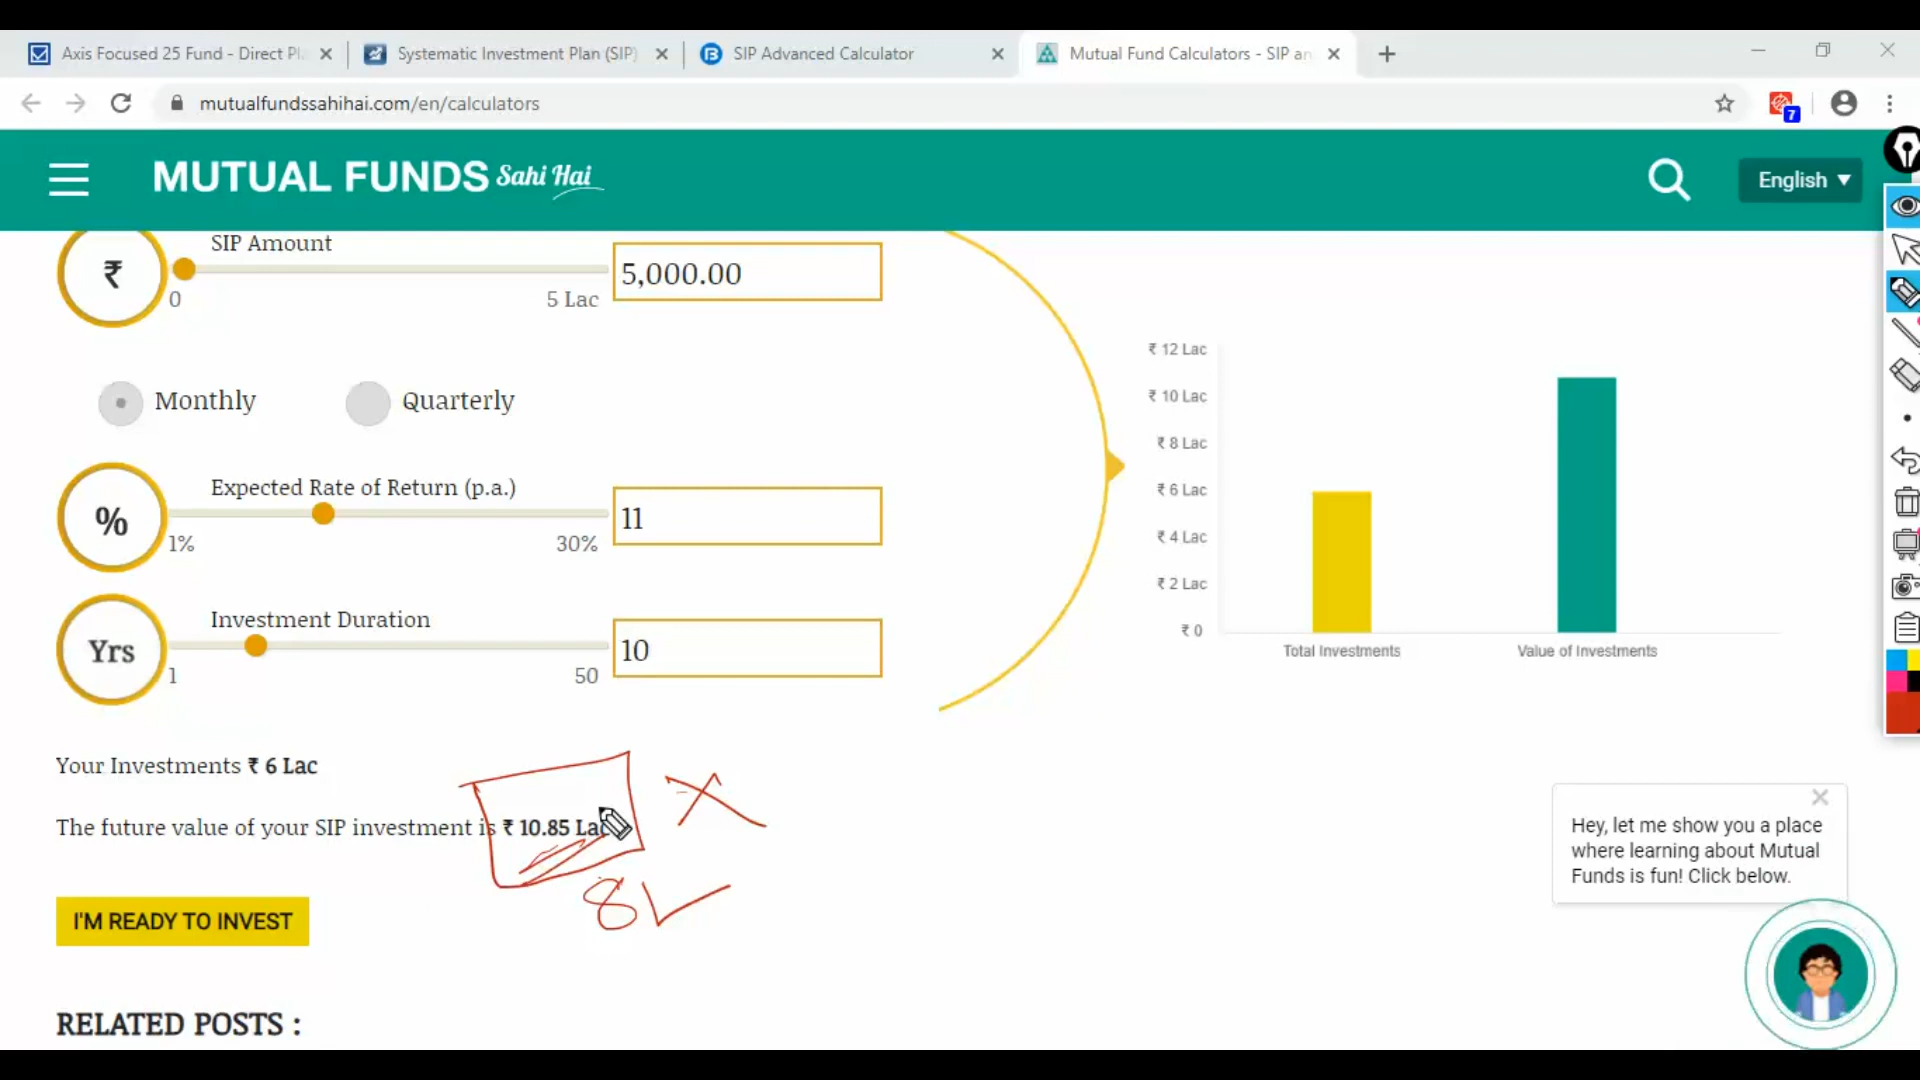 Axis Focused 25 Fund - Direct Pl
Systematic Investment Plan (SIP)
SIP Advanced Calculator
Mutual Fund Calculators - SIP an
mutualfundssahihai.com/en/calculators
7
MUTUAL FUNDS Sahi Hai
English
SIP Amount
₹
5,000.00
0
5 Lac
Monthly
Quarterly
Expected Rate of Return (p.a.)
%
11
1%
30%
Investment Duration
Yrs
10
1
50
₹ 12 Lac
₹ 10 Lac
₹ 8 Lac
₹ 6 Lac
₹ 4 Lac
₹ 2 Lac
₹ 0
Total Investments
Value of Investments
Your Investments ₹ 6 Lac
The future value of your SIP investment is ₹ 10.85 Lac
8
I'M READY TO INVEST
Hey, let me show you a place
where learning about Mutual
Funds is fun! Click below.
RELATED POSTS :